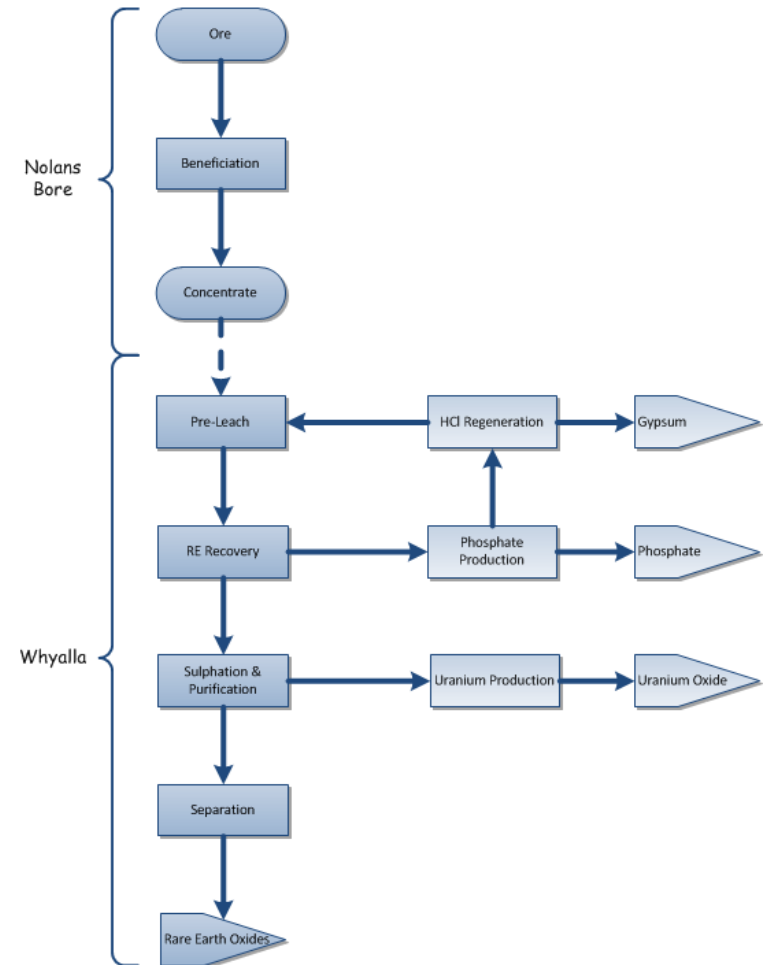 Ore
Nolans
Bore
Beneficiation
Concentrate
Pre-Leach
HCl Regeneration
Gypsum
RE Recovery
Phosphate
Production
Phosphate
Whyalla
Sulphation &
Purification
Uranium Production
Uranium Oxide
Separation
Rare Earth Oxides